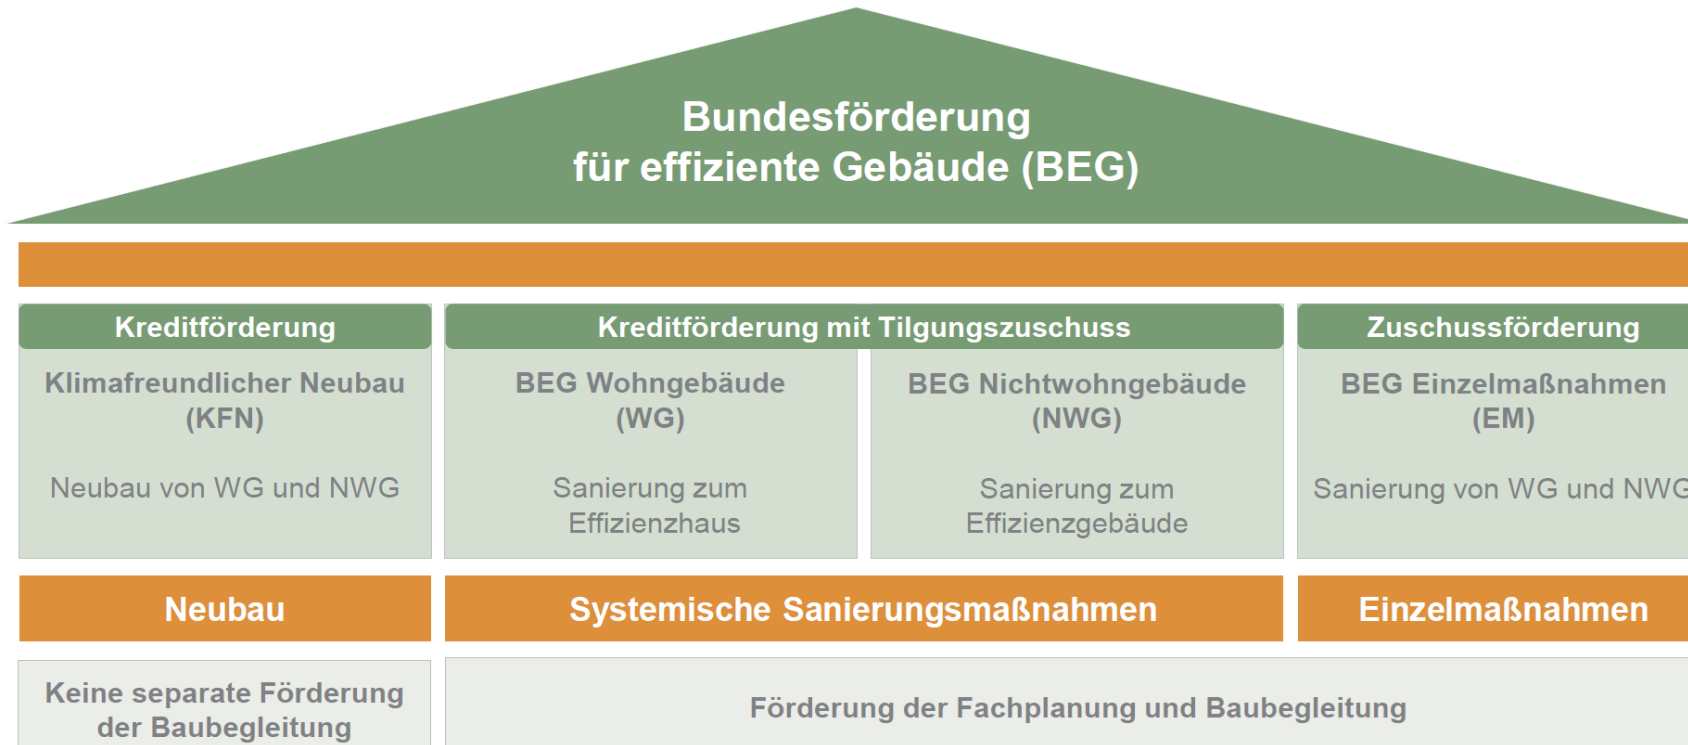 Bundesförderung
für effiziente Gebäude (BEG)
Kreditförderung
Klimafreundlicher Neubau
(KFN)
Neubau von WG und NWG
Kreditförderung mit Tilgungszuschuss
BEG Wohngebäude
(WG)
Sanierung zum
Effizienzhaus
BEG Nichtwohngebäude
(NWG)
Sanierung zum
Effizienzgebäude
Zuschussförderung
BEG Einzelmaßnahmen
(EM)
Sanierung von WG und NWG
Neubau
Systemische Sanierungsmaßnahmen
Einzelmaßnahmen
Keine separate Förderung
der Baubegleitung
Förderung der Fachplanung und Baubegleitung